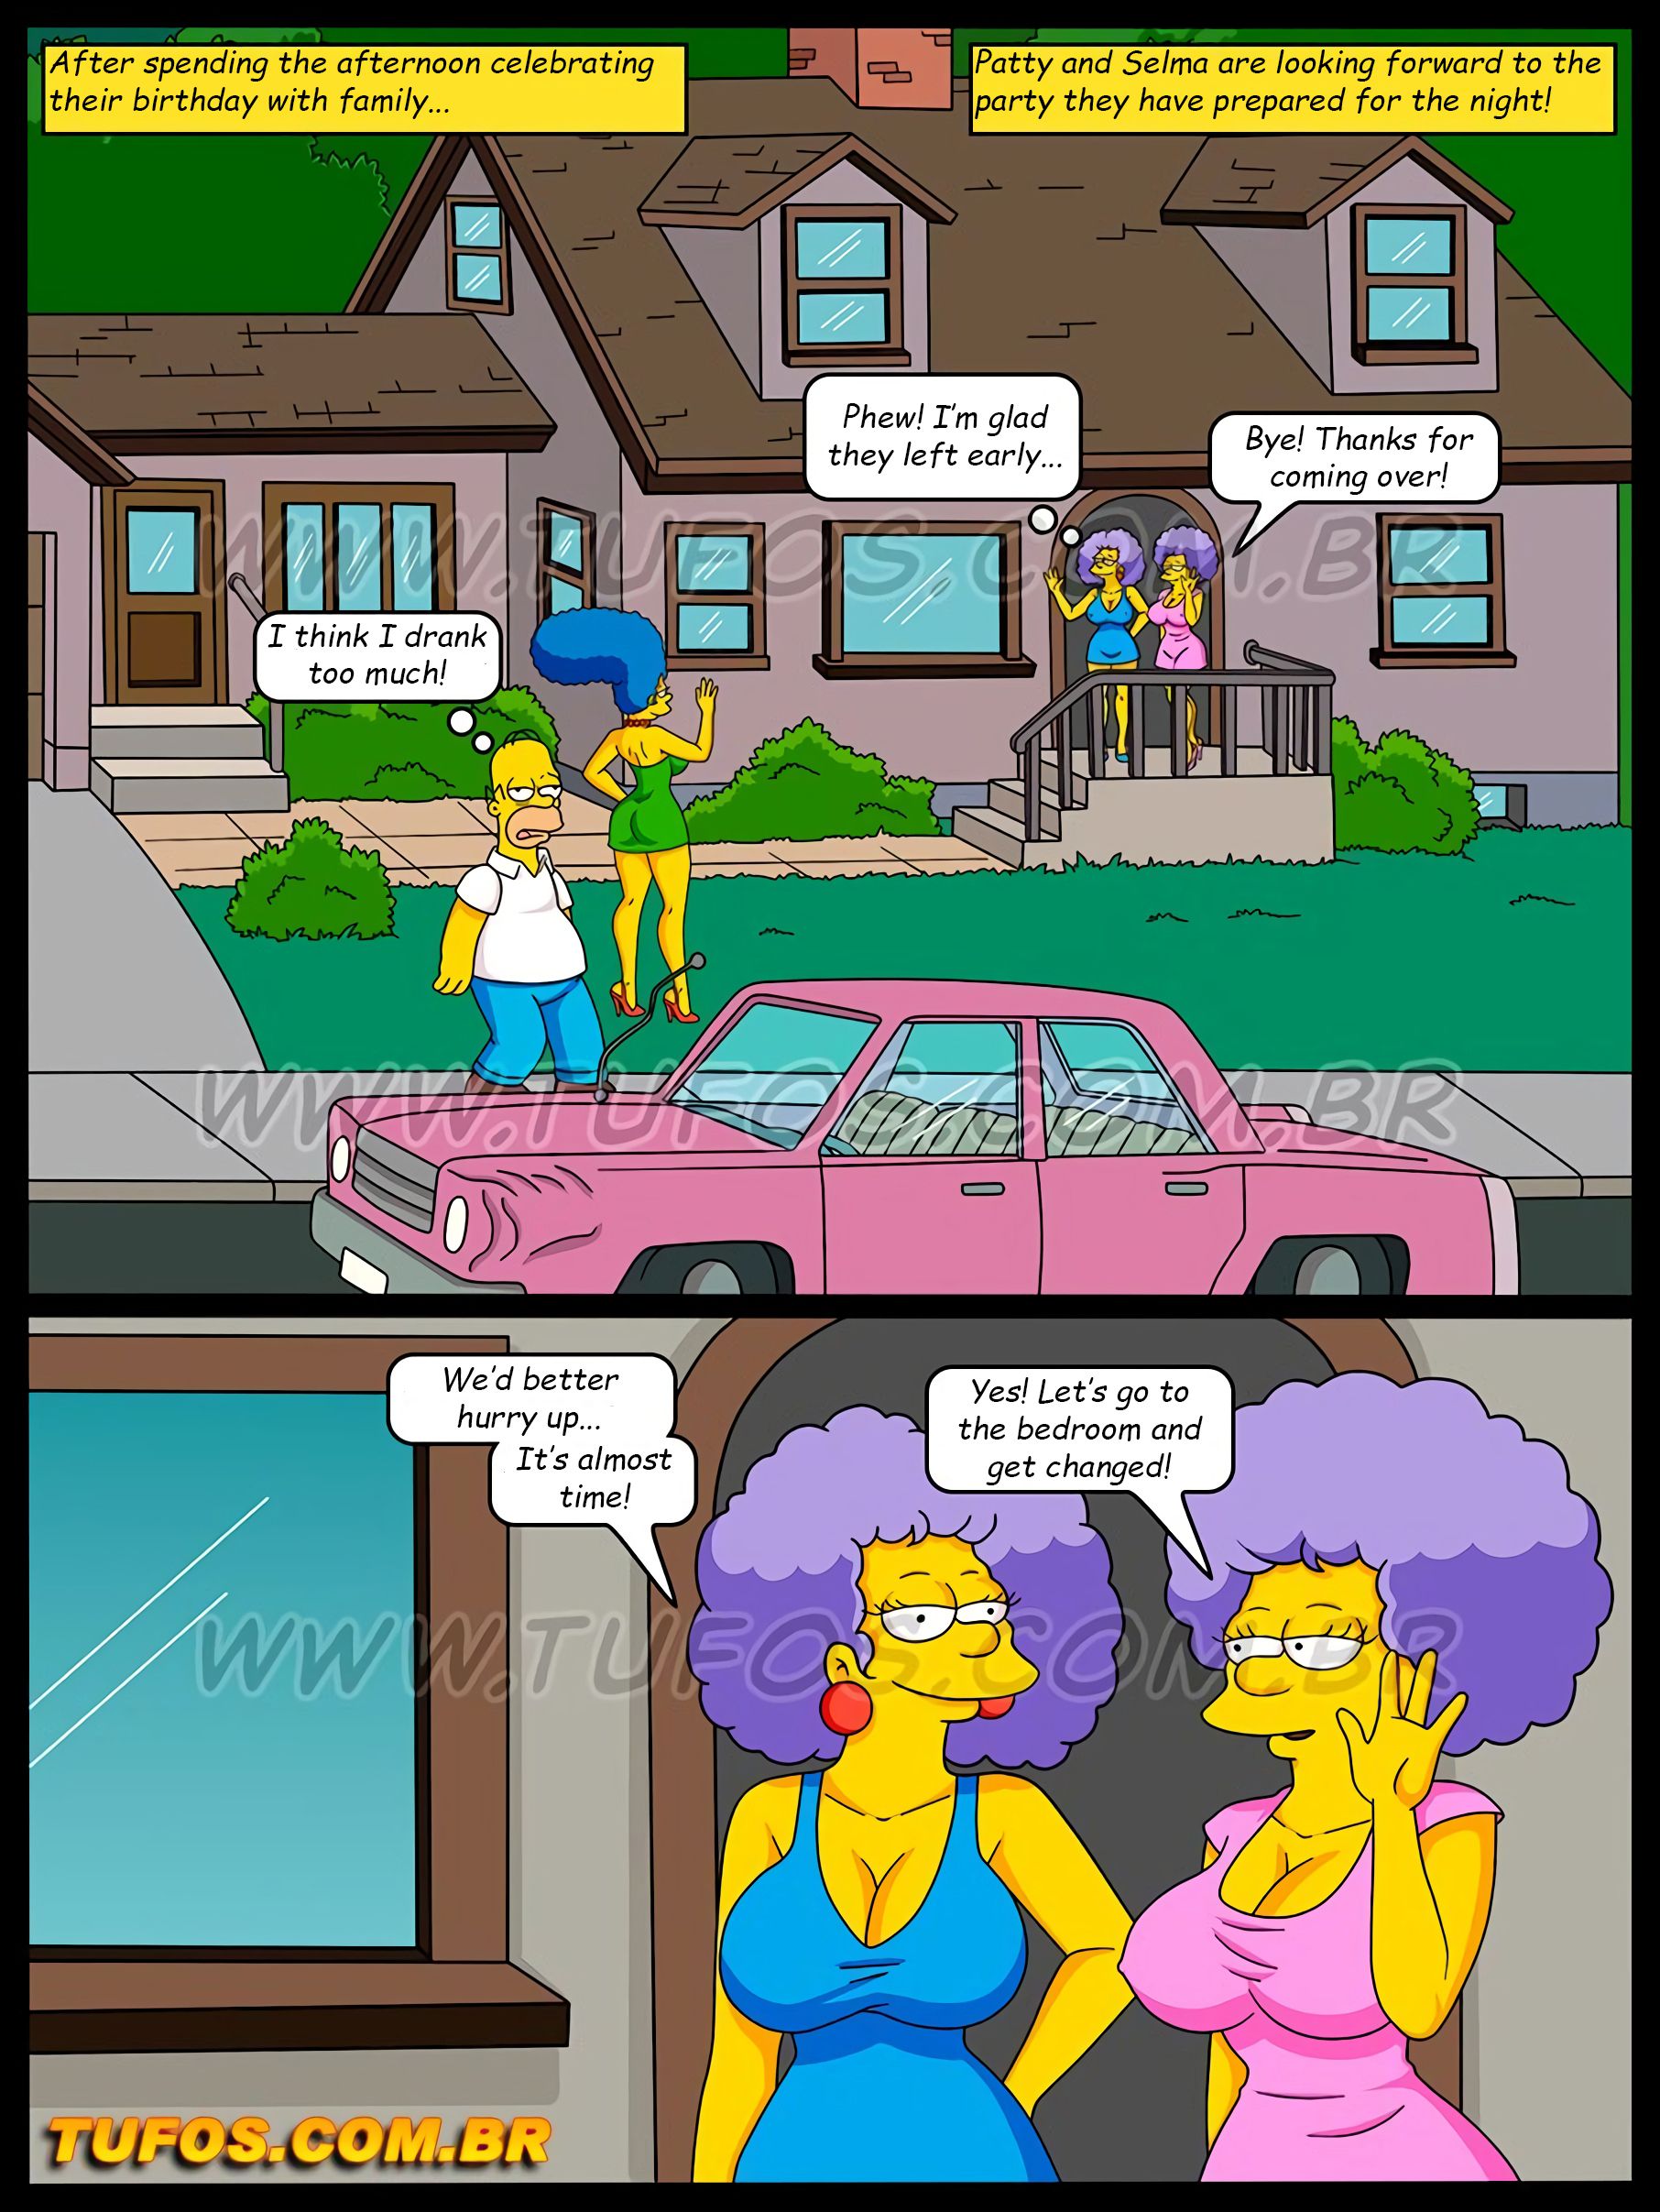 After spending the afternoon celebrating
their birthday with family...
Patty and Selma are looking forward to the
party they have prepared for the night!
Phew! I'm glad
they left early...
Bye! Thanks for
coming over!
WWW.TUFOS.COM.BR
I think I drank
too much!
WWW.TUFOS.COM.BR
We'd better
hurry up...
It's almost
time!
Yes! Let's go to
the bedroom and
get changed!
WWW.TUFOS.COM.BR
TUFOS.COM.BR